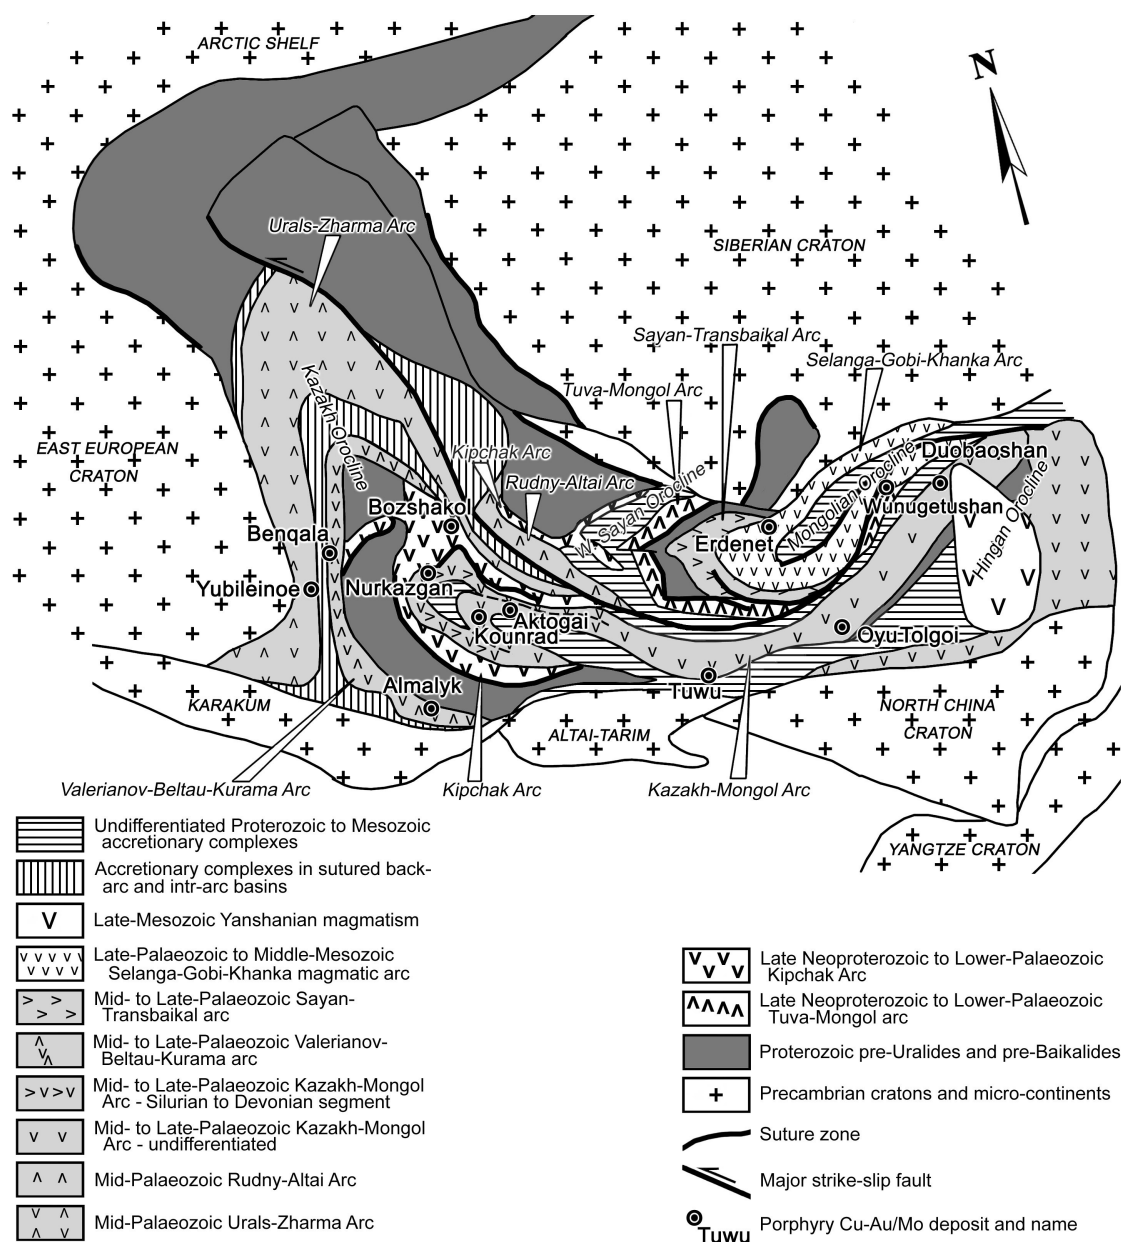 ARCTIC SHELF
N
Urals-Zharma Arc
SIBERIAN CRATON
Sayan-Transbaikal Arc
Selanga-Gobi-Khanka Arc
Tuva-Mongol Arc
Kazakh Orocline
EAST EUROPEAN
CRATON
Kipchak Arc
Rudny-Altai Arc
W. Sayan Orocline
Mongolian Orocline
Duobaoshan
Bozshakol
Wunugetushan
Hingan Orocline
Benqala
Erdenet
Yubileinoe
Nurkazgan
Aktogai
Kounrad
OyuTolgoi
Almalyk
Tuwu
KARAKUM
ALTAI-TARIM
NORTH CHINA
CRATON
Valerianov-Beltau-Kurama Arc
Kipchak Arc
Kazakh-Mongol Arc
YANGTZE CRATON
Undifferentiated Proterozoic to Mesozoic
accretionary complexes
Accretionary complexes in sutured back-
arc and intr-arc basins
Late-Mesozoic Yanshanian magmatism
Late-Palaeozoic to Middle-Mesozoic
Selanga-Gobi-Khanka magmatic arc
Mid- to Late-Palaeozoic Sayan-
Transbaikal arc
Mid- to Late-Palaeozoic Valerianov-
Beltau-Kurama arc
Mid- to Late-Palaeozoic Kazakh-Mongol
Arc - Silurian to Devonian segment
Mid- to Late-Palaeozoic Kazakh-Mongol
Arc - undifferentiated
Mid-Palaeozoic Rudny-Altai Arc
Mid-Palaeozoic Urals-Zharma Arc
Late Neoproterozoic to Lower-Palaeozoic
Kipchak Arc
Late Neoproterozoic to Lower-Palaeozoic
Tuva-Mongol arc
Proterozoic pre-Uralides and pre-Baikalides
Precambrian cratons and micro-continents
Suture zone
Major strike-slip fault
Tuwu
Porphyry Cu-Au/Mo deposit and name